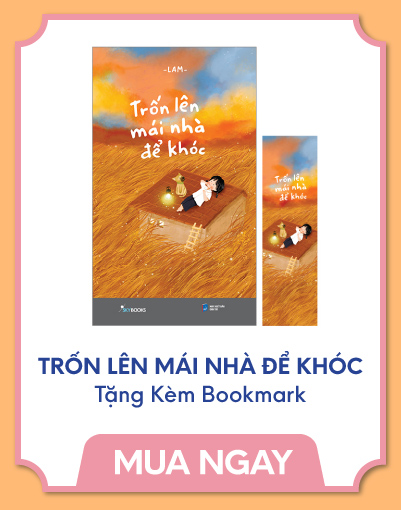 -LAM-
Trốn lên
mái nhà
để khóc
Trốn lên
mái nhà
để khóc
SKYBOOKS
TRỐN LÊN MÁI NHÀ ĐỂ KHÓC
Tặng Kèm Bookmark
MUA NGAY